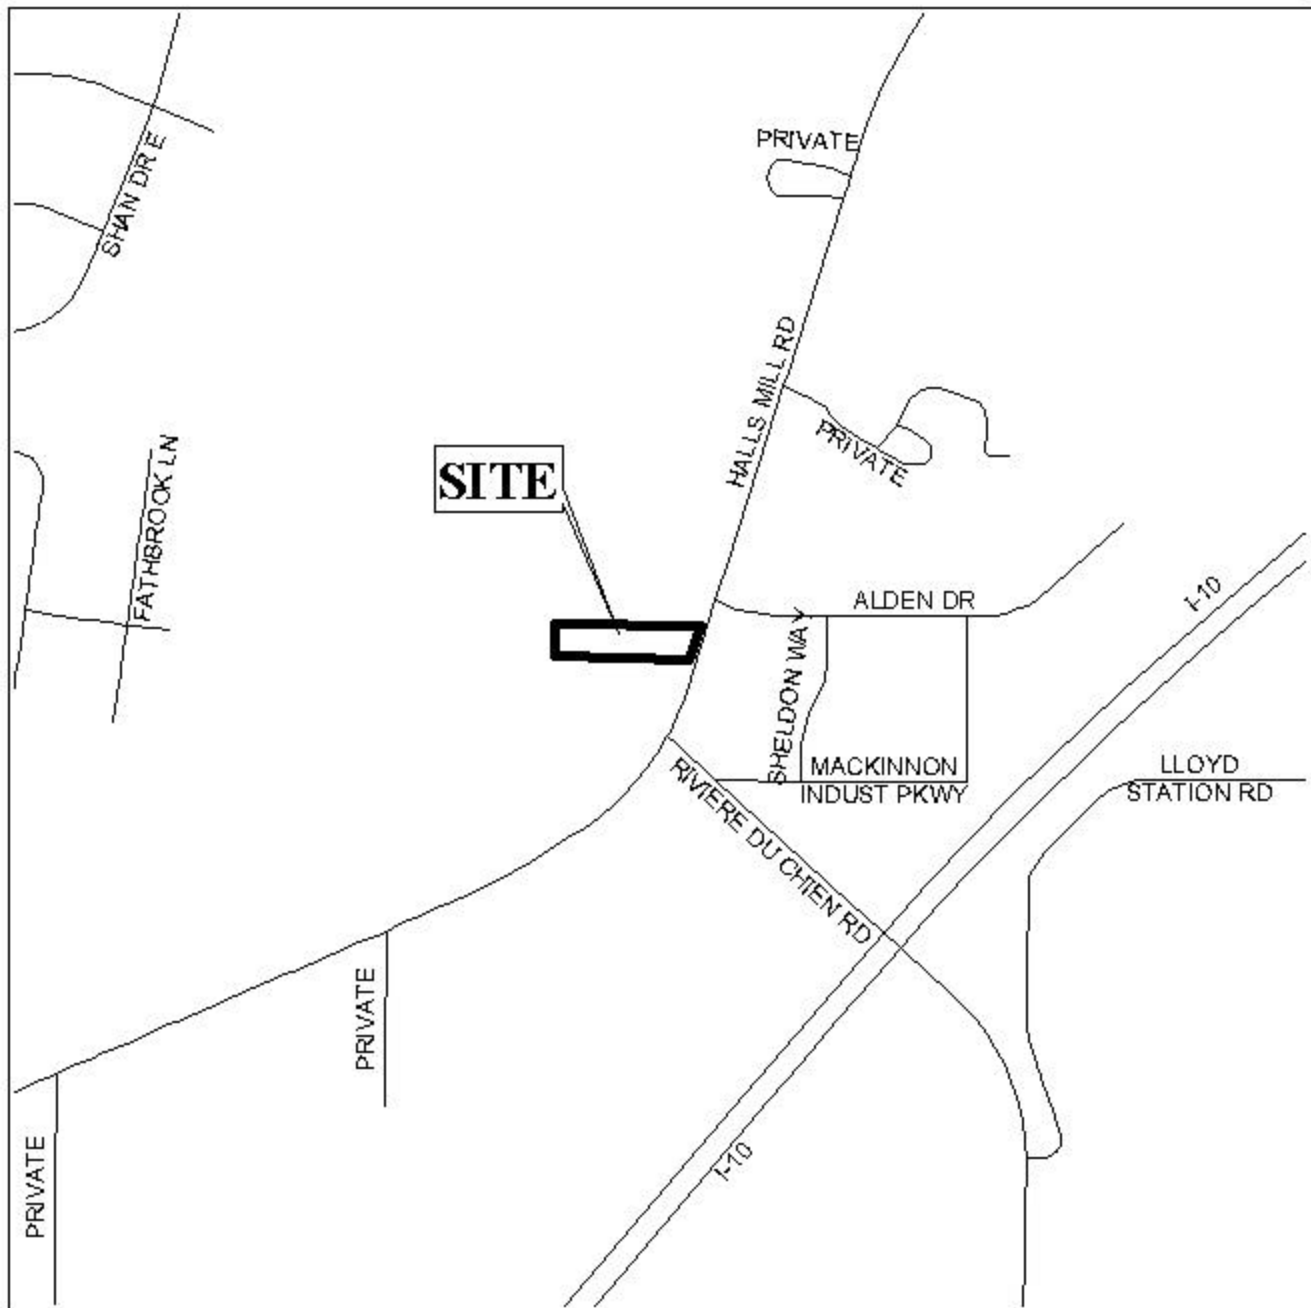 PRIVATE
SHAN DR E
HALLS MILL RD
PRIVATE
FATHBROOK LN
SITE
I-10
ALDEN DR
SHELDON WAY
MACKINNON
INDUST PKWY
LLOYD
STATION RD
RIVIERE DU CHIEN RD
PRIVATE
I-10
PRIVATE